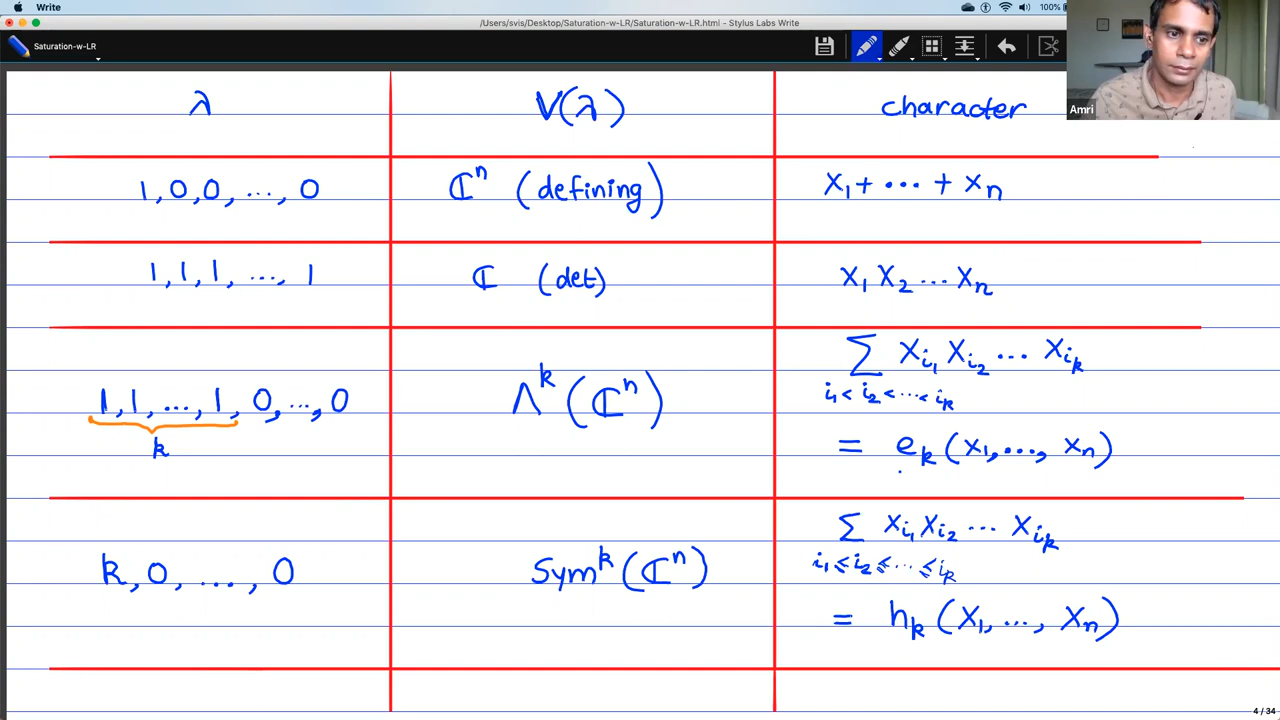 Write
100%
/Users/svis/Desktop/Saturation-w-LR/Saturation-w-LR.html - Stylus Labs Write
Saturation-w-LR
Amri
λ V(λ) character
1,0,0, ..., 0 ℂⁿ (defining) x₁ + ... + xₙ
1,1,1, ..., 1 ℂ (det) x₁ x₂ ... xₙ
1,1, ..., 1, 0, ..., 0 Λᵏ(ℂⁿ) Σ x_{i₁} x_{i₂} ... x_{i_k}
i₁ < i₂ < ... < i_k
k = e_k (x₁, ..., xₙ)
k, 0, ..., 0 Symᵏ(ℂⁿ) Σ x_{i₁} x_{i₂} ... x_{i_k}
i₁ ≤ i₂ ≤ ... ≤ i_k
= h_k (x₁, ..., xₙ)
4 / 34